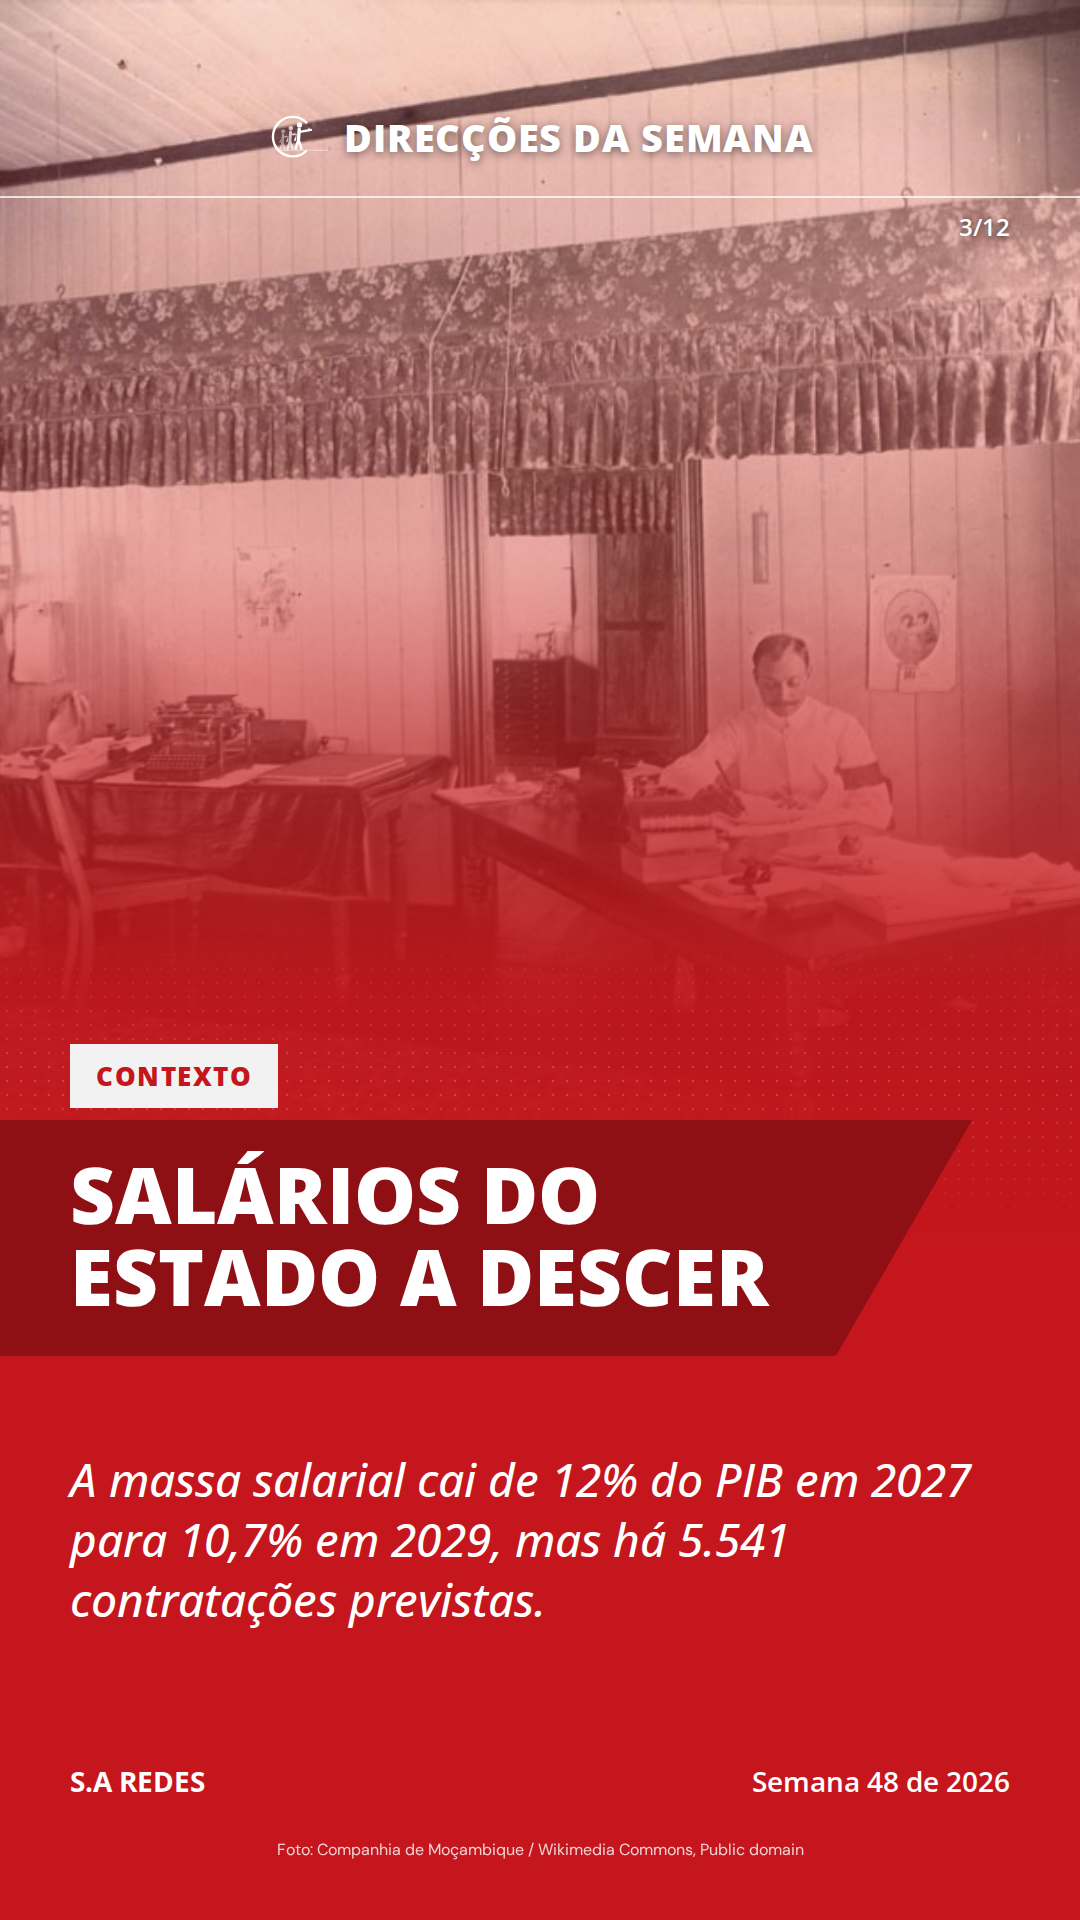 DIRECÇÕES DA SEMANA
3/12
CONTEXTO
SALÁRIOS DO
ESTADO A DESCER
A massa salarial cai de 12% do PIB em 2027
para 10,7% em 2029, mas há 5.541
contratações previstas.
S.A REDES
Semana 48 de 2026
Foto: Companhia de Moçambique / Wikimedia Commons, Public domain